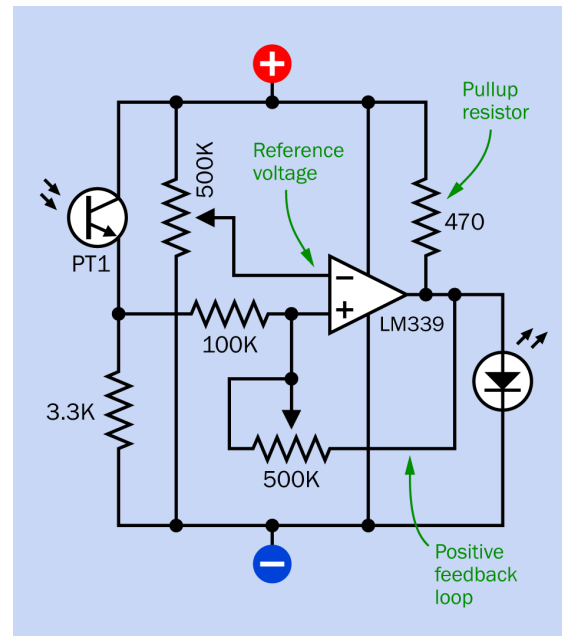 +
Pullup
resistor
Reference
voltage
500K
470
PT1
−
+
LM339
100K
3.3K
500K
Positive
feedback
loop
−